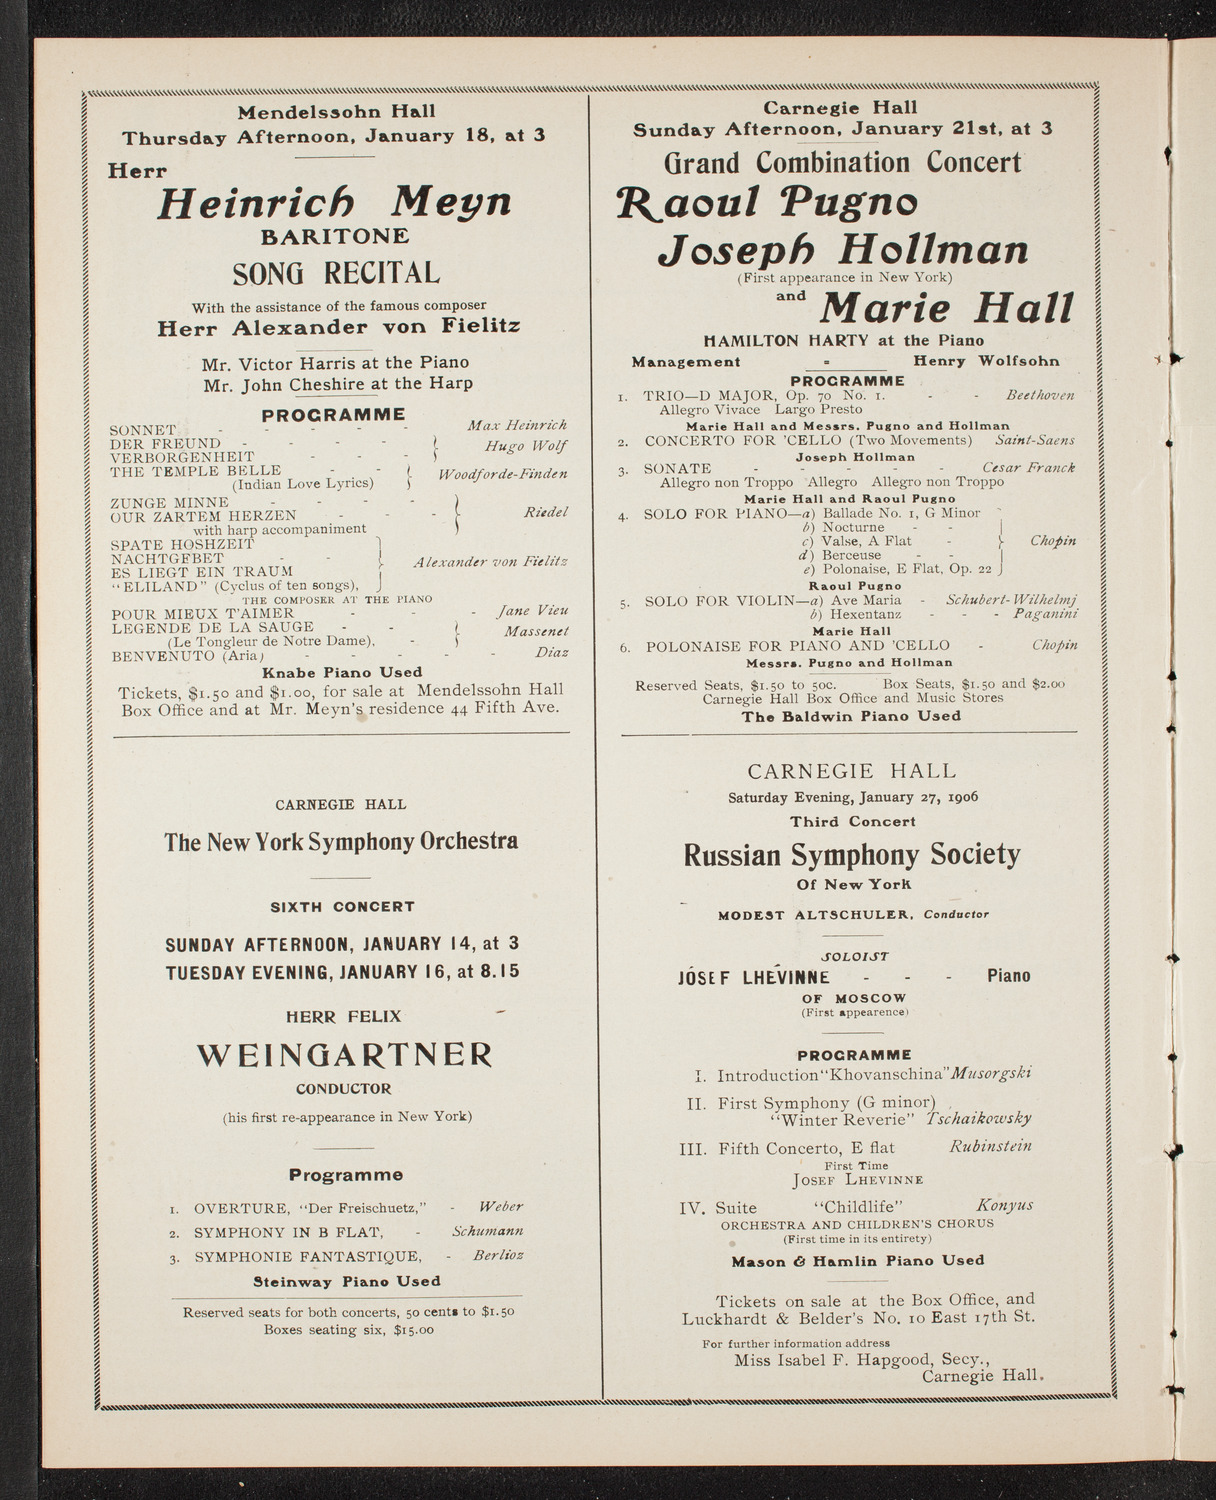 Mendelssohn Hall
Thursday Afternoon, January 18, at 3
Herr
Heinrich Meyn
BARITONE
SONG RECITAL
With the assistance of the famous composer
Herr Alexander von Fielitz
Mr. Victor Harris at the Piano
Mr. John Cheshire at the Harp
PROGRAMME
SONNET - - - - - Max Heinrich
DER FREUND - - - -
VERBORGENHEIT - - - Hugo Wolf
THE TEMPLE BELLE - -
(Indian Love Lyrics) Woodforde-Finden
ZUNGE MINNE - - - -
OUR ZARTEM HERZEN - - - Riedel
with harp accompaniment
SPATE HOSHZEIT
NACHTGFBET - -
ES LIEGT EIN TRAUM Alexander von Fielitz
"ELILAND" (Cyclus of ten songs),
THE COMPOSER AT THE PIANO
POUR MIEUX T'AIMER - - - - Jane Vieu
LEGENDE DE LA SAUGE - -
(Le Tongleur de Notre Dame), - Massenet
BENVENUTO (Aria) - - - - - Diaz
Knabe Piano Used
Tickets, $1.50 and $1.00, for sale at Mendelssohn Hall
Box Office and at Mr. Meyn's residence 44 Fifth Ave.
CARNEGIE HALL
The New York Symphony Orchestra
SIXTH CONCERT
SUNDAY AFTERNOON, JANUARY 14, at 3
TUESDAY EVENING, JANUARY 16, at 8.15
HERR FELIX
WEINGARTNER
CONDUCTOR
(his first re-appearance in New York)
Programme
1. OVERTURE, "Der Freischuetz," - Weber
2. SYMPHONY IN B FLAT, - Schumann
3. SYMPHONIE FANTASTIQUE, - Berlioz
Steinway Piano Used
Reserved seats for both concerts, 50 cents to $1.50
Boxes seating six, $15.00
Carnegie Hall
Sunday Afternoon, January 21st, at 3
Grand Combination Concert
Raoul Pugno
Joseph Hollman
(First appearance in New York)
and Marie Hall
HAMILTON HARTY at the Piano
Management = Henry Wolfsohn
PROGRAMME
1. TRIO—D MAJOR, Op. 70 No. 1. - - Beethoven
Allegro Vivace Largo Presto
Marie Hall and Messrs. Pugno and Hollman
2. CONCERTO FOR 'CELLO (Two Movements) Saint-Saens
Joseph Hollman
3. SONATE - - - - - Cesar Franck
Allegro non Troppo Allegro Allegro non Troppo
Marie Hall and Raoul Pugno
4. SOLO FOR PIANO—a) Ballade No. 1, G Minor
b) Nocturne - -
c) Valse, A Flat - Chopin
d) Berceuse - -
e) Polonaise, E Flat, Op. 22
Raoul Pugno
5. SOLO FOR VIOLIN—a) Ave Maria - Schubert-Wilhelmj
b) Hexentanz - - - Paganini
Marie Hall
6. POLONAISE FOR PIANO AND 'CELLO - Chopin
Messrs. Pugno and Hollman
Reserved Seats, $1.50 to 50c. Box Seats, $1.50 and $2.00
Carnegie Hall Box Office and Music Stores
The Baldwin Piano Used
CARNEGIE HALL
Saturday Evening, January 27, 1906
Third Concert
Russian Symphony Society
Of New York
MODEST ALTSCHULER, Conductor
SOLOIST
JÓSEF LHEVINNE - - - Piano
OF MOSCOW
(First appearence)
PROGRAMME
I. Introduction "Khovanschina" Musorgski
II. First Symphony (G minor)
"Winter Reverie" Tschaikowsky
III. Fifth Concerto, E flat Rubinstein
First Time
JOSEF LHEVINNE
IV. Suite "Childlife" Konyus
ORCHESTRA AND CHILDREN'S CHORUS
(First time in its entirety)
Mason & Hamlin Piano Used
Tickets on sale at the Box Office, and
Luckhardt & Belder's No. 10 East 17th St.
For further information address
Miss Isabel F. Hapgood, Secy.,
Carnegie Hall.